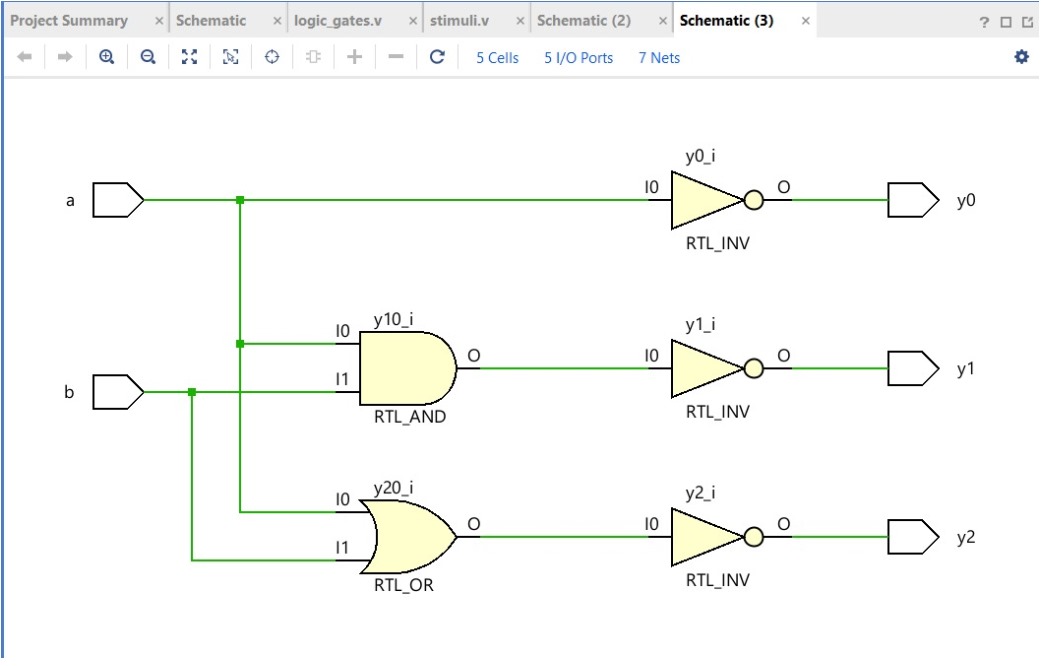 Project Summary × Schematic × logic_gates.v × stimuli.v × Schematic (2) × Schematic (3) × ?
5 Cells 5 I/O Ports 7 Nets
y0_i
a I0 O y0
RTL_INV
y10_i y1_i
I0
O I0 O y1
I1
b
RTL_AND RTL_INV
y20_i y2_i
I0
O I0 O y2
I1
RTL_OR RTL_INV